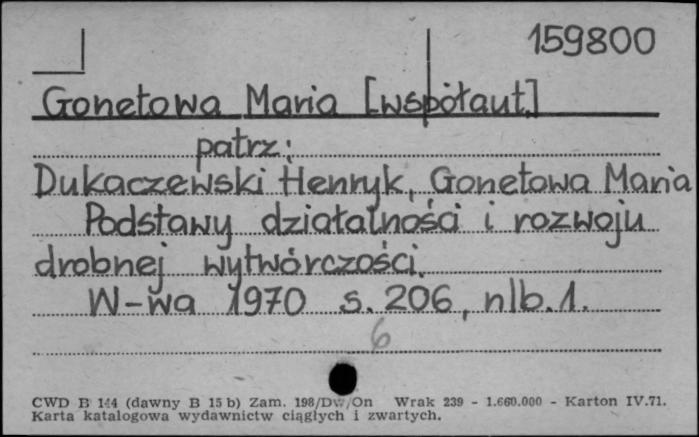 159800
Gonetowa Maria [współaut.]
patrz:
Dukaczewski Henryk, Gonetowa Maria
Podstawy działalności i rozwoju
drobnej wytwórczości.
W-wa 1970 s. 206, nlb. 1.
6
CWD B 144 (dawny B 15 b) Zam. 198/Dw/On Wrak 239 - 1.660.000 - Karton IV.71.
Karta katalogowa wydawnictw ciągłych i zwartych.